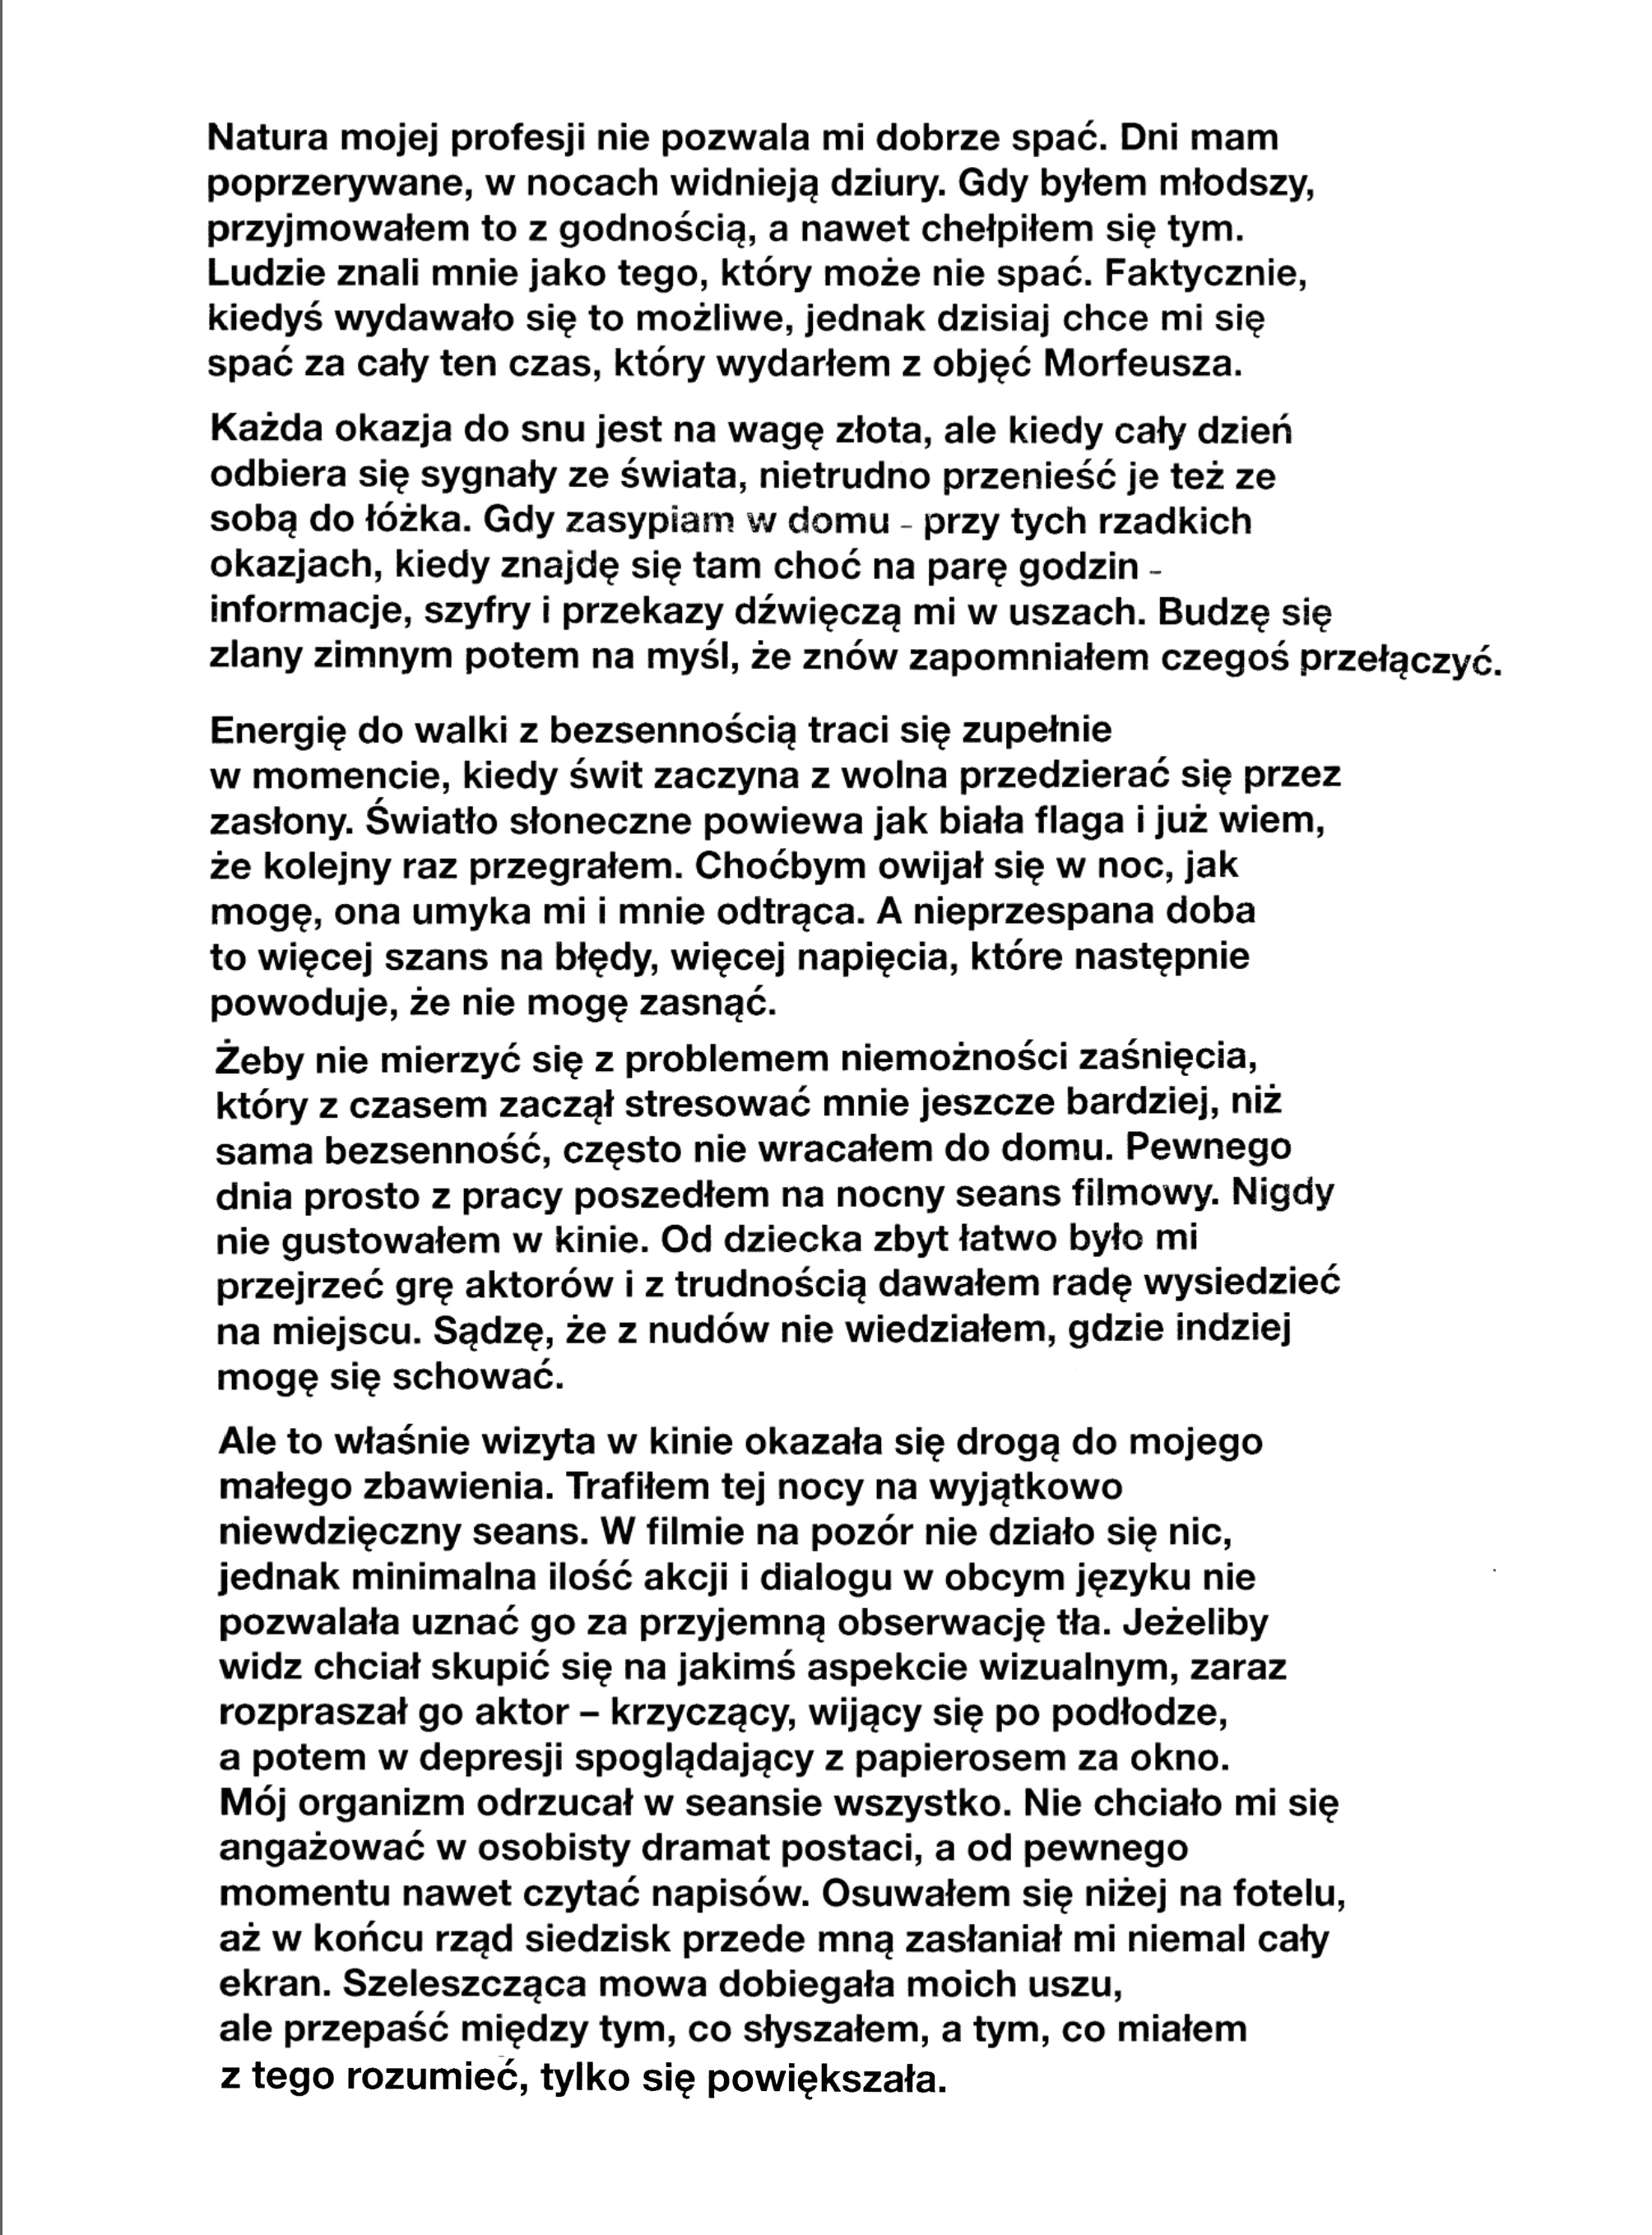 Natura mojej profesji nie pozwala mi dobrze spać. Dni mam
poprzerywane, w nocach widnieją dziury. Gdy byłem młodszy,
przyjmowałem to z godnością, a nawet chełpiłem się tym.
Ludzie znali mnie jako tego, który może nie spać. Faktycznie,
kiedyś wydawało się to możliwe, jednak dzisiaj chce mi się
spać za cały ten czas, który wydarłem z objęć Morfeusza.
Każda okazja do snu jest na wagę złota, ale kiedy cały dzień
odbiera się sygnały ze świata, nietrudno przenieść je też ze
sobą do łóżka. Gdy zasypiam w domu - przy tych rzadkich
okazjach, kiedy znajdę się tam choć na parę godzin -
informacje, szyfry i przekazy dźwięczą mi w uszach. Budzę się
zlany zimnym potem na myśl, że znów zapomniałem czegoś przełączyć.
Energię do walki z bezsennością traci się zupełnie
w momencie, kiedy świt zaczyna z wolna przedzierać się przez
zasłony. Światło słoneczne powiewa jak biała flaga i już wiem,
że kolejny raz przegrałem. Choćbym owijał się w noc, jak
mogę, ona umyka mi i mnie odtrąca. A nieprzespana doba
to więcej szans na błędy, więcej napięcia, które następnie
powoduje, że nie mogę zasnąć.
Żeby nie mierzyć się z problemem niemożności zaśnięcia,
który z czasem zaczął stresować mnie jeszcze bardziej, niż
sama bezsenność, często nie wracałem do domu. Pewnego
dnia prosto z pracy poszedłem na nocny seans filmowy. Nigdy
nie gustowałem w kinie. Od dziecka zbyt łatwo było mi
przejrzeć grę aktorów i z trudnością dawałem radę wysiedzieć
na miejscu. Sądzę, że z nudów nie wiedziałem, gdzie indziej
mogę się schować.
Ale to właśnie wizyta w kinie okazała się drogą do mojego
małego zbawienia. Trafiłem tej nocy na wyjątkowo
niewdzięczny seans. W filmie na pozór nie działo się nic,
jednak minimalna ilość akcji i dialogu w obcym języku nie
pozwalała uznać go za przyjemną obserwację tła. Jeżeliby
widz chciał skupić się na jakimś aspekcie wizualnym, zaraz
rozpraszał go aktor – krzyczący, wijący się po podłodze,
a potem w depresji spoglądający z papierosem za okno.
Mój organizm odrzucał w seansie wszystko. Nie chciało mi się
angażować w osobisty dramat postaci, a od pewnego
momentu nawet czytać napisów. Osuwałem się niżej na fotelu,
aż w końcu rząd siedzisk przede mną zasłaniał mi niemal cały
ekran. Szeleszcząca mowa dobiegała moich uszu,
ale przepaść między tym, co słyszałem, a tym, co miałem
z tego rozumieć, tylko się powiększała.